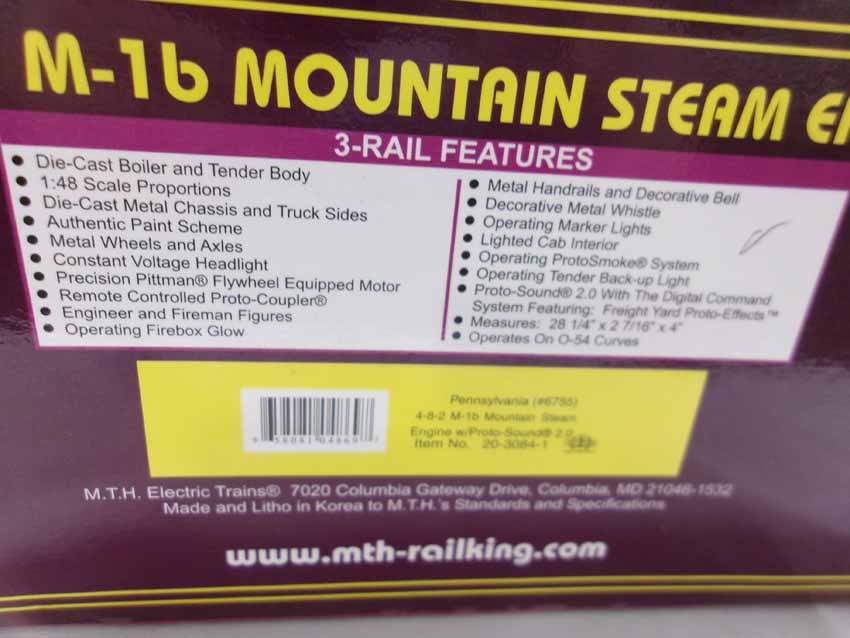 M-1b MOUNTAIN STEAM
3-RAIL FEATURES
• Die-Cast Boiler and Tender Body
• 1:48 Scale Proportions
• Die-Cast Metal Chassis and Truck Sides
• Authentic Paint Scheme
• Metal Wheels and Axles
• Constant Voltage Headlight
• Precision Pittman® Flywheel Equipped Motor
• Remote Controlled Proto-Coupler®
• Engineer and Fireman Figures
• Operating Firebox Glow
• Metal Handrails and Decorative Bell
• Decorative Metal Whistle
• Operating Marker Lights
• Lighted Cab Interior
• Operating ProtoSmoke® System
• Operating Tender Back-up Light
• Proto-Sound® 2.0 With The Digital Command
System Featuring: Freight Yard Proto-Effects™
• Measures: 28 1/4" x 2 7/16" x 4"
• Operates On O-54 Curves
Pennsylvania (#6755)
4-8-2 M-1b Mountain Steam
Engine w/Proto-Sound® 2.0
Item No. 20-3084-1
M.T.H. Electric Trains® 7020 Columbia Gateway Drive, Columbia, MD 21046-1532
Made and Litho in Korea to M.T.H.'s Standards and Specifications
www.mth-railking.com